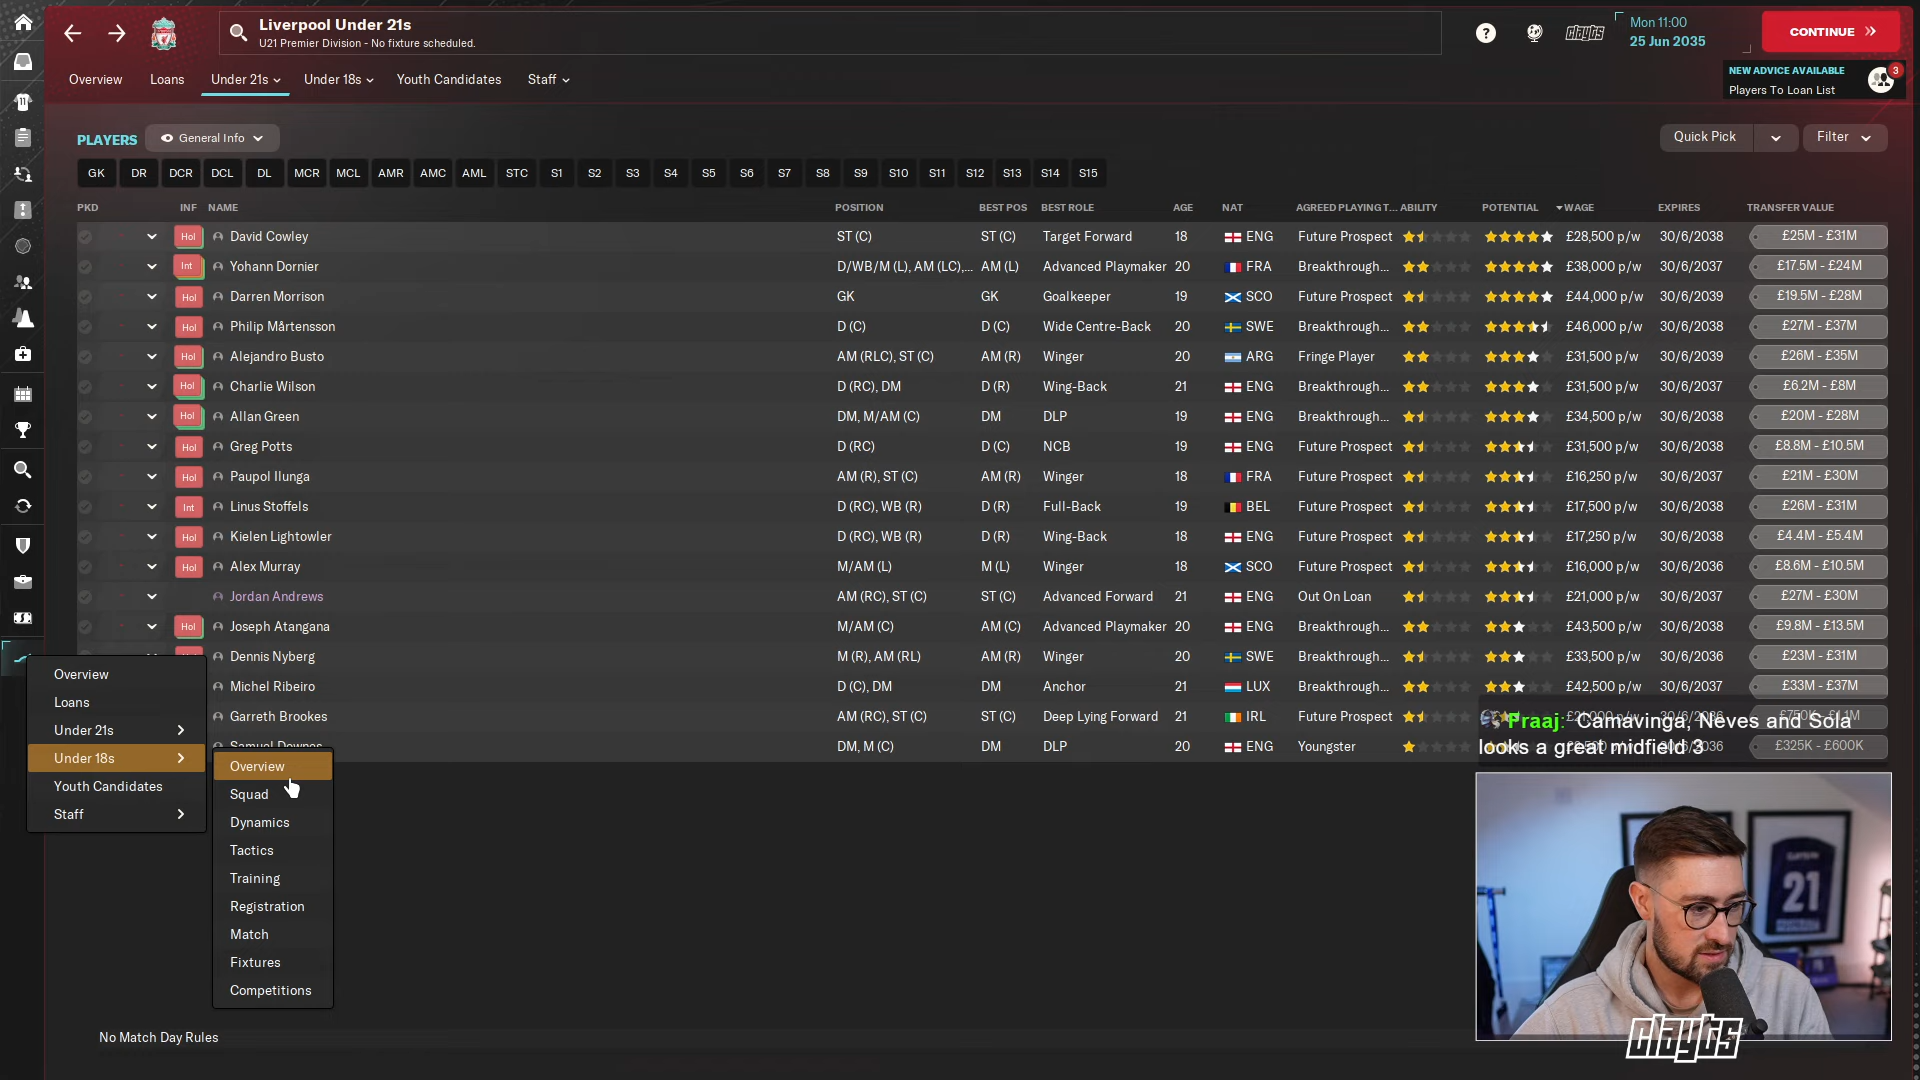 Liverpool Under 21s
U21 Premier Division - No fixture scheduled.
?
claytS
Mon 11:00
25 Jun 2035
CONTINUE
Overview
Loans
Under 21s
Under 18s
Youth Candidates
Staff
NEW ADVICE AVAILABLE
Players To Loan List
3
PLAYERS
General Info
Quick Pick
Filter
GK DR DCR DCL DL MCR MCL AMR AMC AML STC S1 S2 S3 S4 S5 S6 S7 S8 S9 S10 S11 S12 S13 S14 S15
PKD INF NAME POSITION BEST POS BEST ROLE AGE NAT AGREED PLAYING T... ABILITY POTENTIAL WAGE EXPIRES TRANSFER VALUE
Hol David Cowley ST (C) ST (C) Target Forward 18 ENG Future Prospect £28,500 p/w 30/6/2038 £25M - £31M
Int Yohann Dornier D/WB/M (L), AM (LC),... AM (L) Advanced Playmaker 20 FRA Breakthrough... £38,000 p/w 30/6/2037 £17.5M - £24M
Hol Darren Morrison GK GK Goalkeeper 19 SCO Future Prospect £44,000 p/w 30/6/2039 £19.5M - £28M
Hol Philip Mårtensson D (C) D (C) Wide Centre-Back 20 SWE Breakthrough... £46,000 p/w 30/6/2038 £27M - £37M
Hol Alejandro Busto AM (RLC), ST (C) AM (R) Winger 20 ARG Fringe Player £31,500 p/w 30/6/2039 £26M - £35M
Hol Charlie Wilson D (RC), DM D (R) Wing-Back 21 ENG Breakthrough... £31,500 p/w 30/6/2037 £6.2M - £8M
Hol Allan Green DM, M/AM (C) DM DLP 19 ENG Breakthrough... £34,500 p/w 30/6/2038 £20M - £28M
Hol Greg Potts D (RC) D (C) NCB 19 ENG Future Prospect £31,500 p/w 30/6/2038 £8.8M - £10.5M
Hol Paupol Ilunga AM (R), ST (C) AM (R) Winger 18 FRA Future Prospect £16,250 p/w 30/6/2037 £21M - £30M
Int Linus Stoffels D (RC), WB (R) D (R) Full-Back 19 BEL Future Prospect £17,500 p/w 30/6/2038 £26M - £31M
Hol Kielen Lightower D (RC), WB (R) D (R) Wing-Back 18 ENG Future Prospect £17,250 p/w 30/6/2038 £4.4M - £5.4M
Hol Alex Murray M/AM (L) M (L) Winger 18 SCO Future Prospect £16,000 p/w 30/6/2036 £8.6M - £10.5M
Jordan Andrews AM (RC), ST (C) ST (C) Advanced Forward 21 ENG Out On Loan £21,000 p/w 30/6/2037 £27M - £30M
Hol Joseph Atangana M/AM (C) AM (C) Advanced Playmaker 20 ENG Breakthrough... £43,500 p/w 30/6/2038 £9.8M - £13.5M
Dennis Nyberg M (R), AM (RL) AM (R) Winger 20 SWE Breakthrough... £33,500 p/w 30/6/2036 £23M - £31M
Michel Ribeiro D (C), DM DM Anchor 21 LUX Breakthrough... £42,500 p/w 30/6/2037 £33M - £37M
Garreth Brookes AM (RC), ST (C) ST (C) Deep Lying Forward 21 IRL Future Prospect
Samuel Downes DM, M (C) DM DLP 20 ENG Youngster £325K - £600K
Praaj: Camavinga, Neves and Sola
looks a great midfield 3
Overview
Loans
Under 21s
Under 18s
Youth Candidates
Staff
Overview
Squad
Dynamics
Tactics
Training
Registration
Match
Fixtures
Competitions
No Match Day Rules
21
claytS